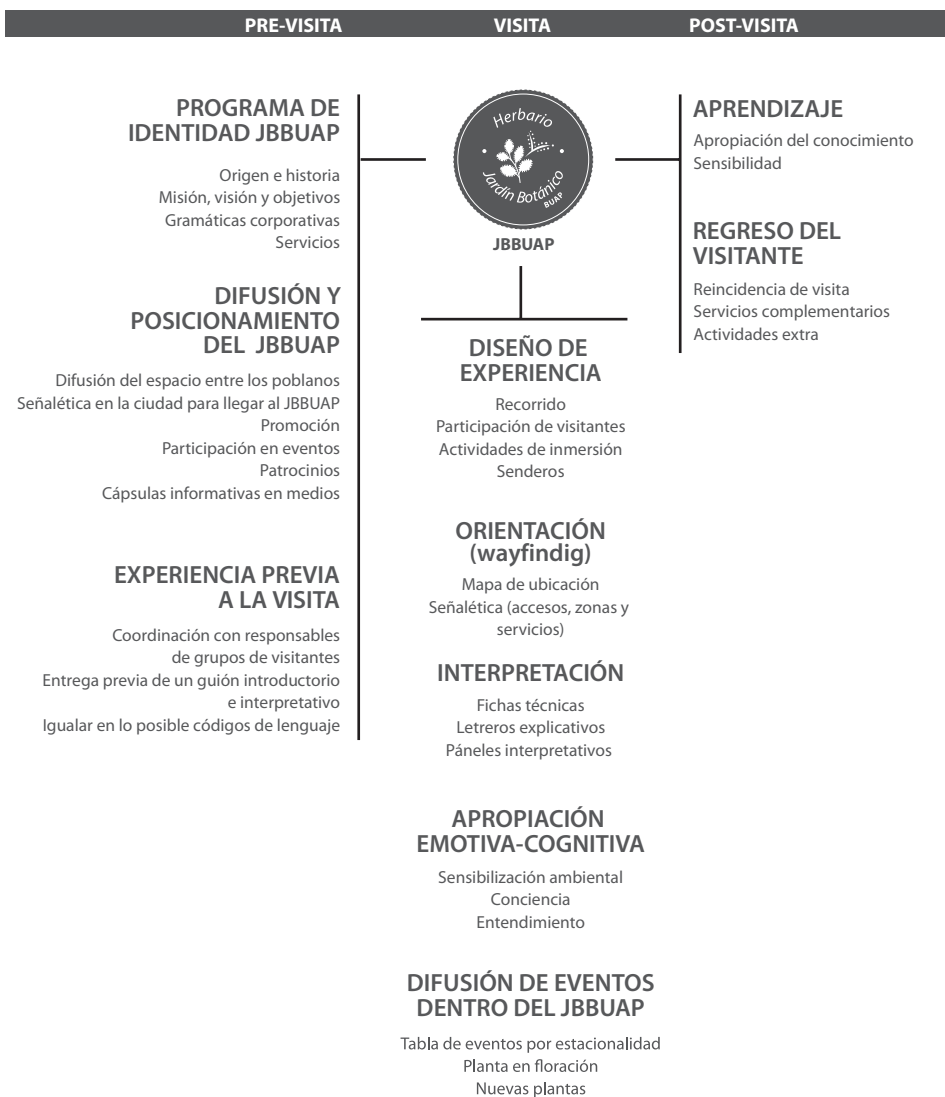 PRE-VISITA
VISITA
POST-VISITA
PROGRAMA DE
IDENTIDAD JBBUAP
Origen e historia
Misión, visión y objetivos
Gramáticas corporativas
Servicios
DIFUSIÓN Y
POSICIONAMIENTO
DEL JBBUAP
Difusión del espacio entre los poblanos
Señalética en la ciudad para llegar al JBBUAP
Promoción
Participación en eventos
Patrocinios
Cápsulas informativas en medios
EXPERIENCIA PREVIA
A LA VISITA
Coordinación con responsables
de grupos de visitantes
Entrega previa de un guión introductorio
e interpretativo
Igualar en lo posible códigos de lenguaje
Herbario
Jardín Botánico
BUAP
JBBUAP
DISEÑO DE
EXPERIENCIA
Recorrido
Participación de visitantes
Actividades de inmersión
Senderos
ORIENTACIÓN
(wayfindig)
Mapa de ubicación
Señalética (accesos, zonas y
servicios)
INTERPRETACIÓN
Fichas técnicas
Letreros explicativos
Páneles interpretativos
APROPIACIÓN
EMOTIVA-COGNITIVA
Sensibilización ambiental
Conciencia
Entendimiento
DIFUSIÓN DE EVENTOS
DENTRO DEL JBBUAP
Tabla de eventos por estacionalidad
Planta en floración
Nuevas plantas
APRENDIZAJE
Apropiación del conocimiento
Sensibilidad
REGRESO DEL
VISITANTE
Reincidencia de visita
Servicios complementarios
Actividades extra